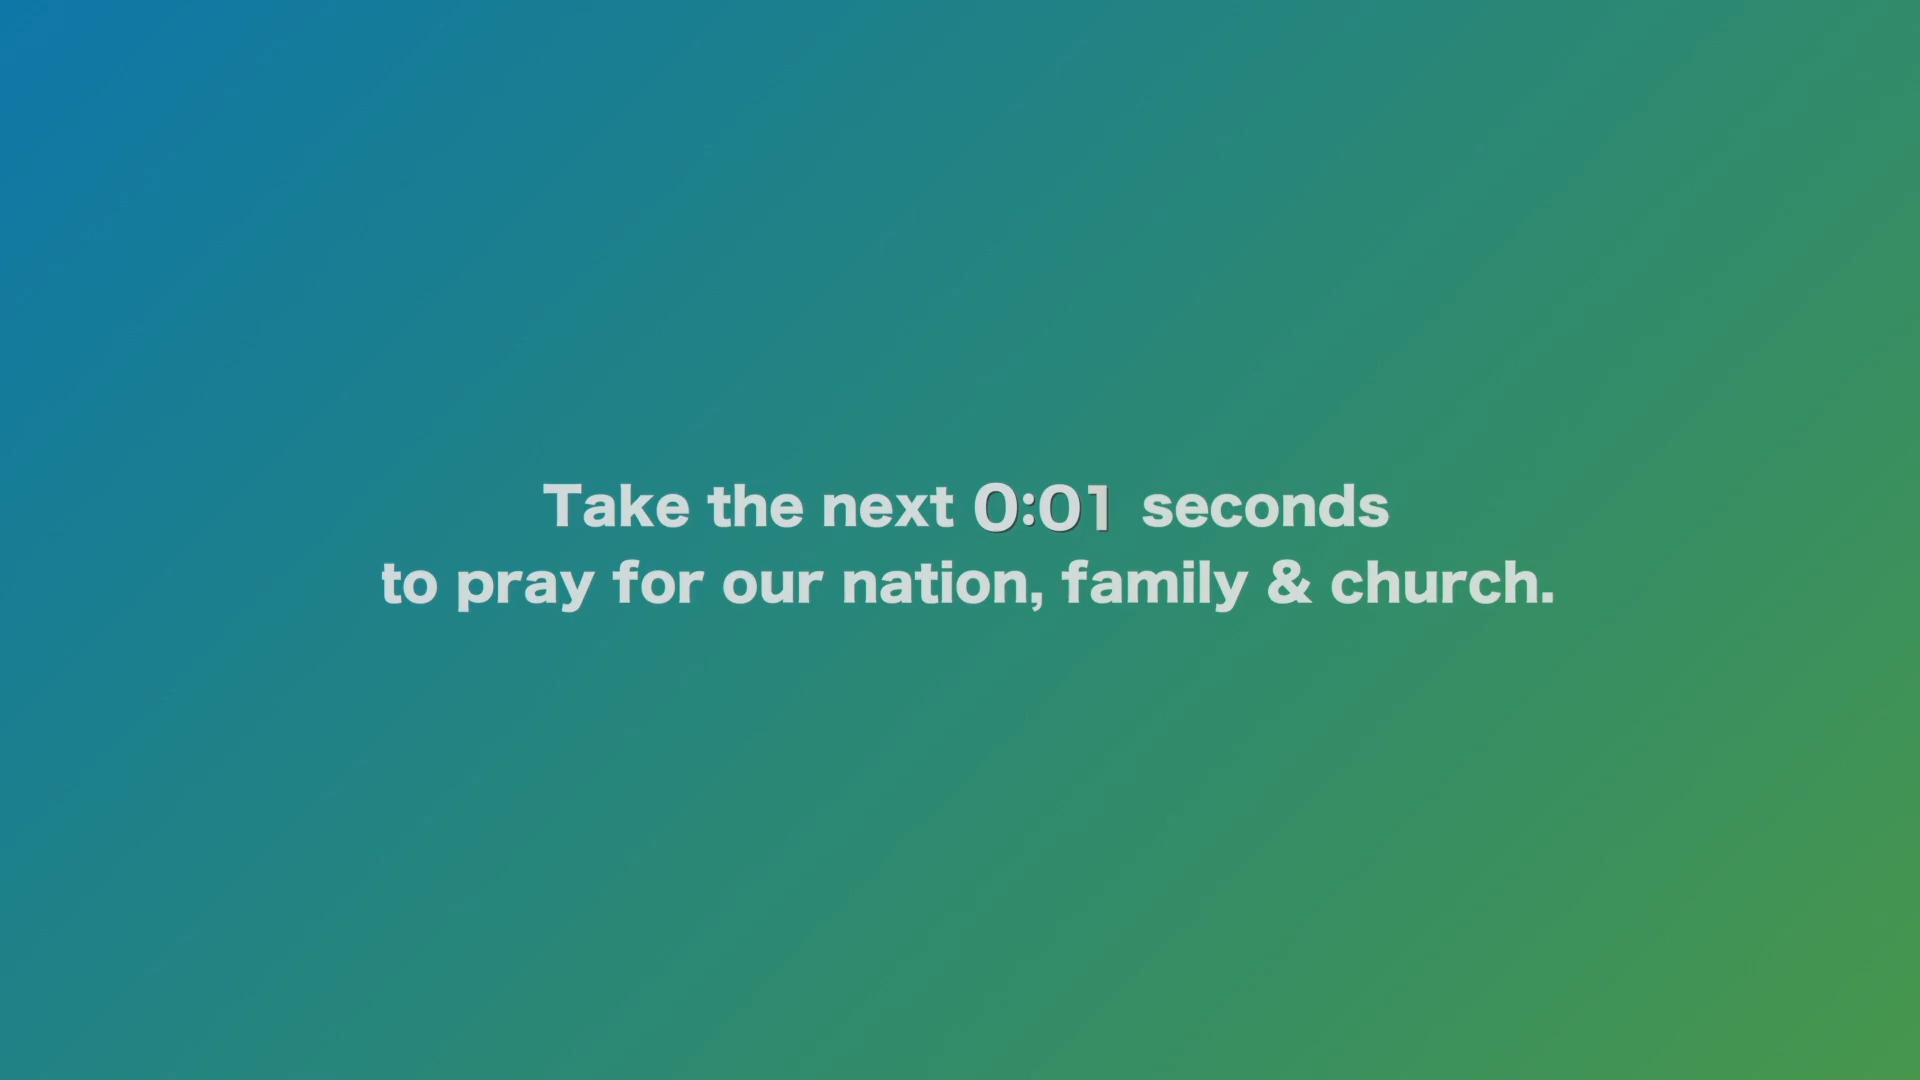 Take the next 0:01 seconds
to pray for our nation, family & church.